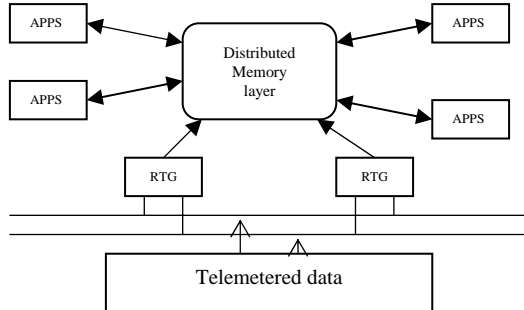 APPS
APPS
Distributed
Memory
layer
APPS
APPS
RTG
RTG
Telemetered data